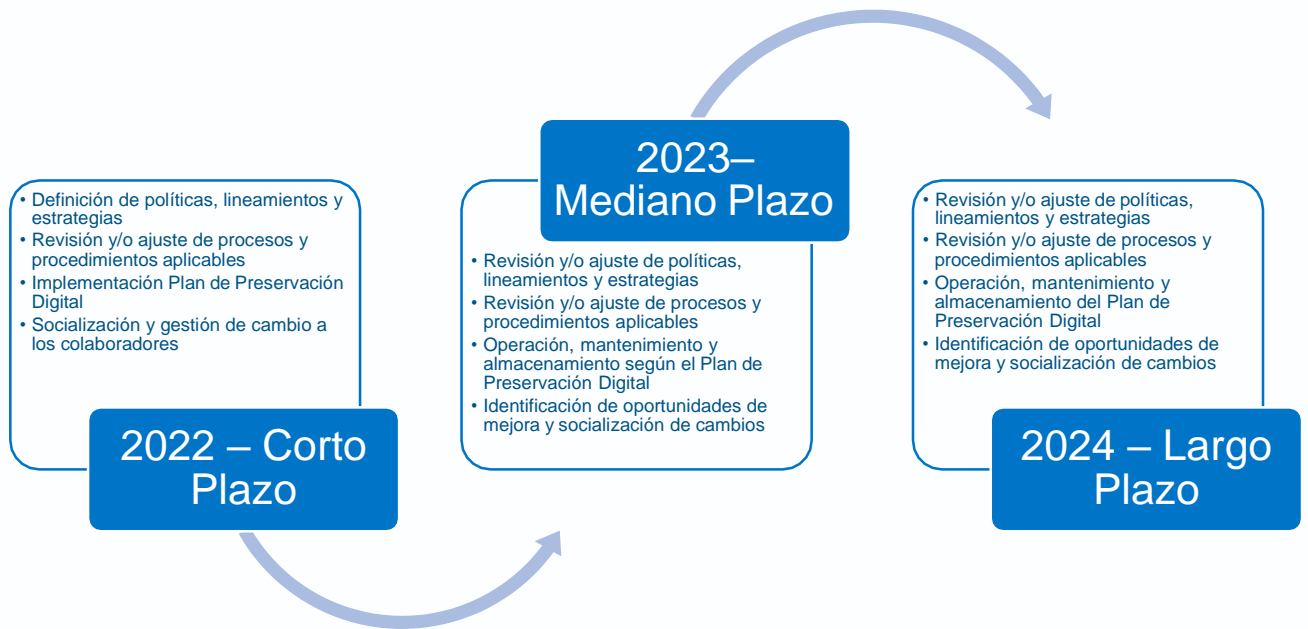 • Definición de políticas, lineamientos y
estrategias
• Revisión y/o ajuste de procesos y
procedimientos aplicables
• Implementación Plan de Preservación
Digital
• Socialización y gestión de cambio a
los colaboradores
2022 – Corto
Plazo
2023–
Mediano Plazo
• Revisión y/o ajuste de políticas,
lineamientos y estrategias
• Revisión y/o ajuste de procesos y
procedimientos aplicables
• Operación, mantenimiento y
almacenamiento según el Plan de
Preservación Digital
• Identificación de oportunidades de
mejora y socialización de cambios
• Revisión y/o ajuste de políticas,
lineamientos y estrategias
• Revisión y/o ajuste de procesos y
procedimientos aplicables
• Operación, mantenimiento y
almacenamiento del Plan de
Preservación Digital
• Identificación de oportunidades de
mejora y socialización de cambios
2024 – Largo
Plazo